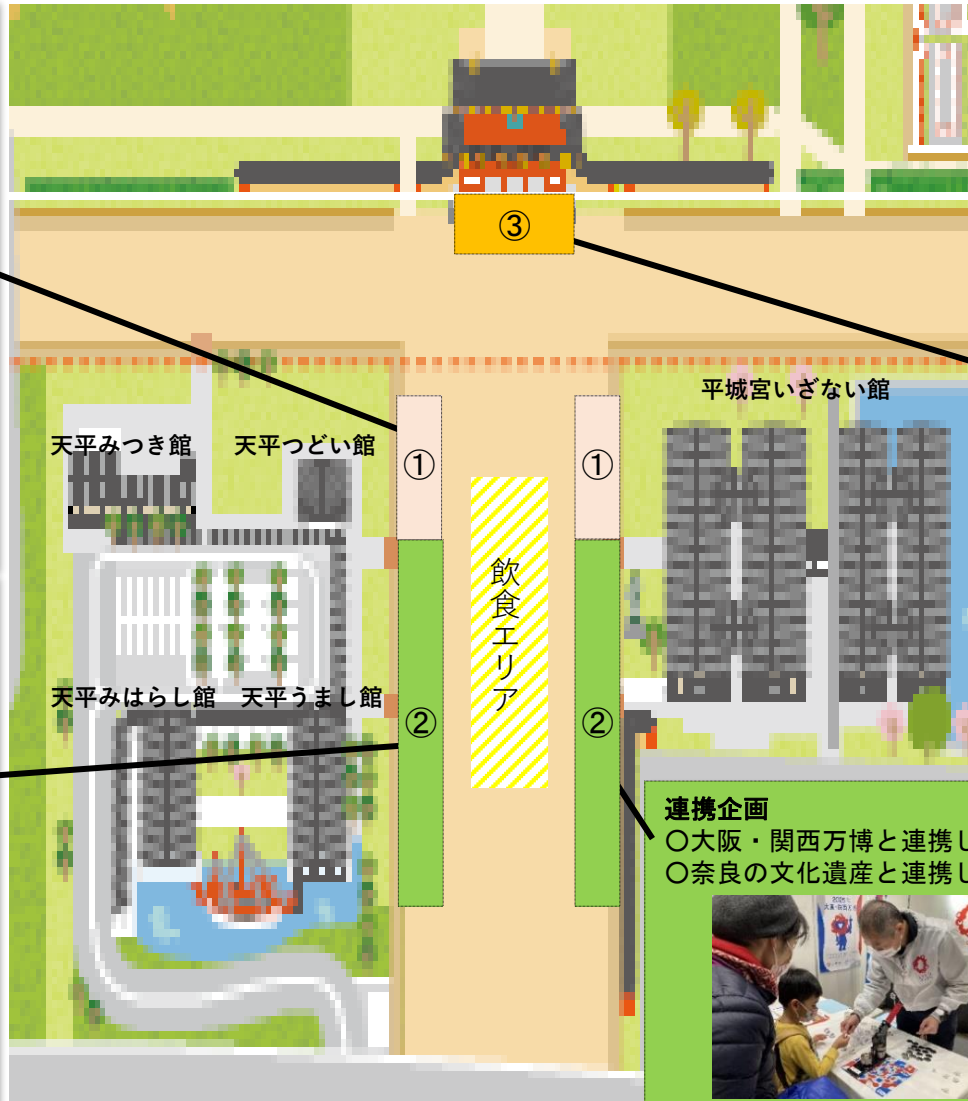 ③
平城宮いざない館
天平みつき館
天平つどい館
①
①
飲食エリア
天平みはらし館
天平うまし館
②
②
連携企画
〇大阪・関西万博と連携し
〇奈良の文化遺産と連携し